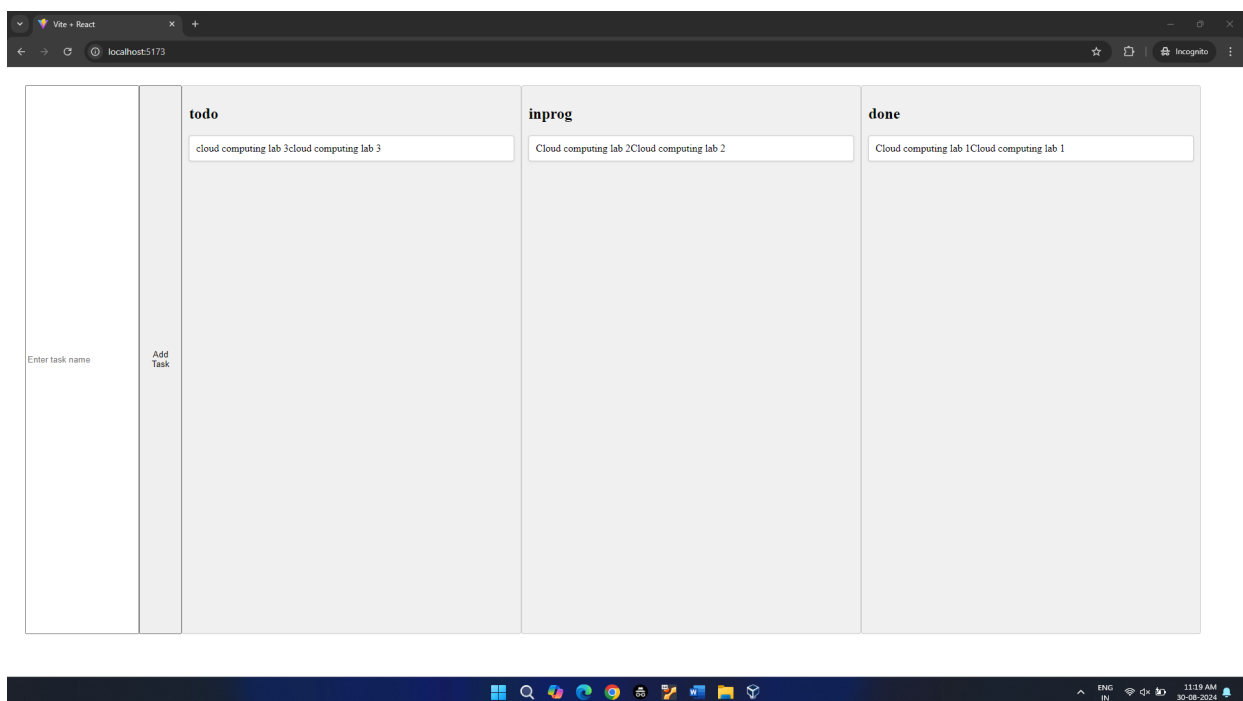 Vite + React
localhost:5173
Incognito
todo
cloud computing lab 3cloud computing lab 3
inprog
Cloud computing lab 2Cloud computing lab 2
done
Cloud computing lab 1Cloud computing lab 1
Enter task name
Add
Task
ENG
IN
11:19 AM
30-08-2024